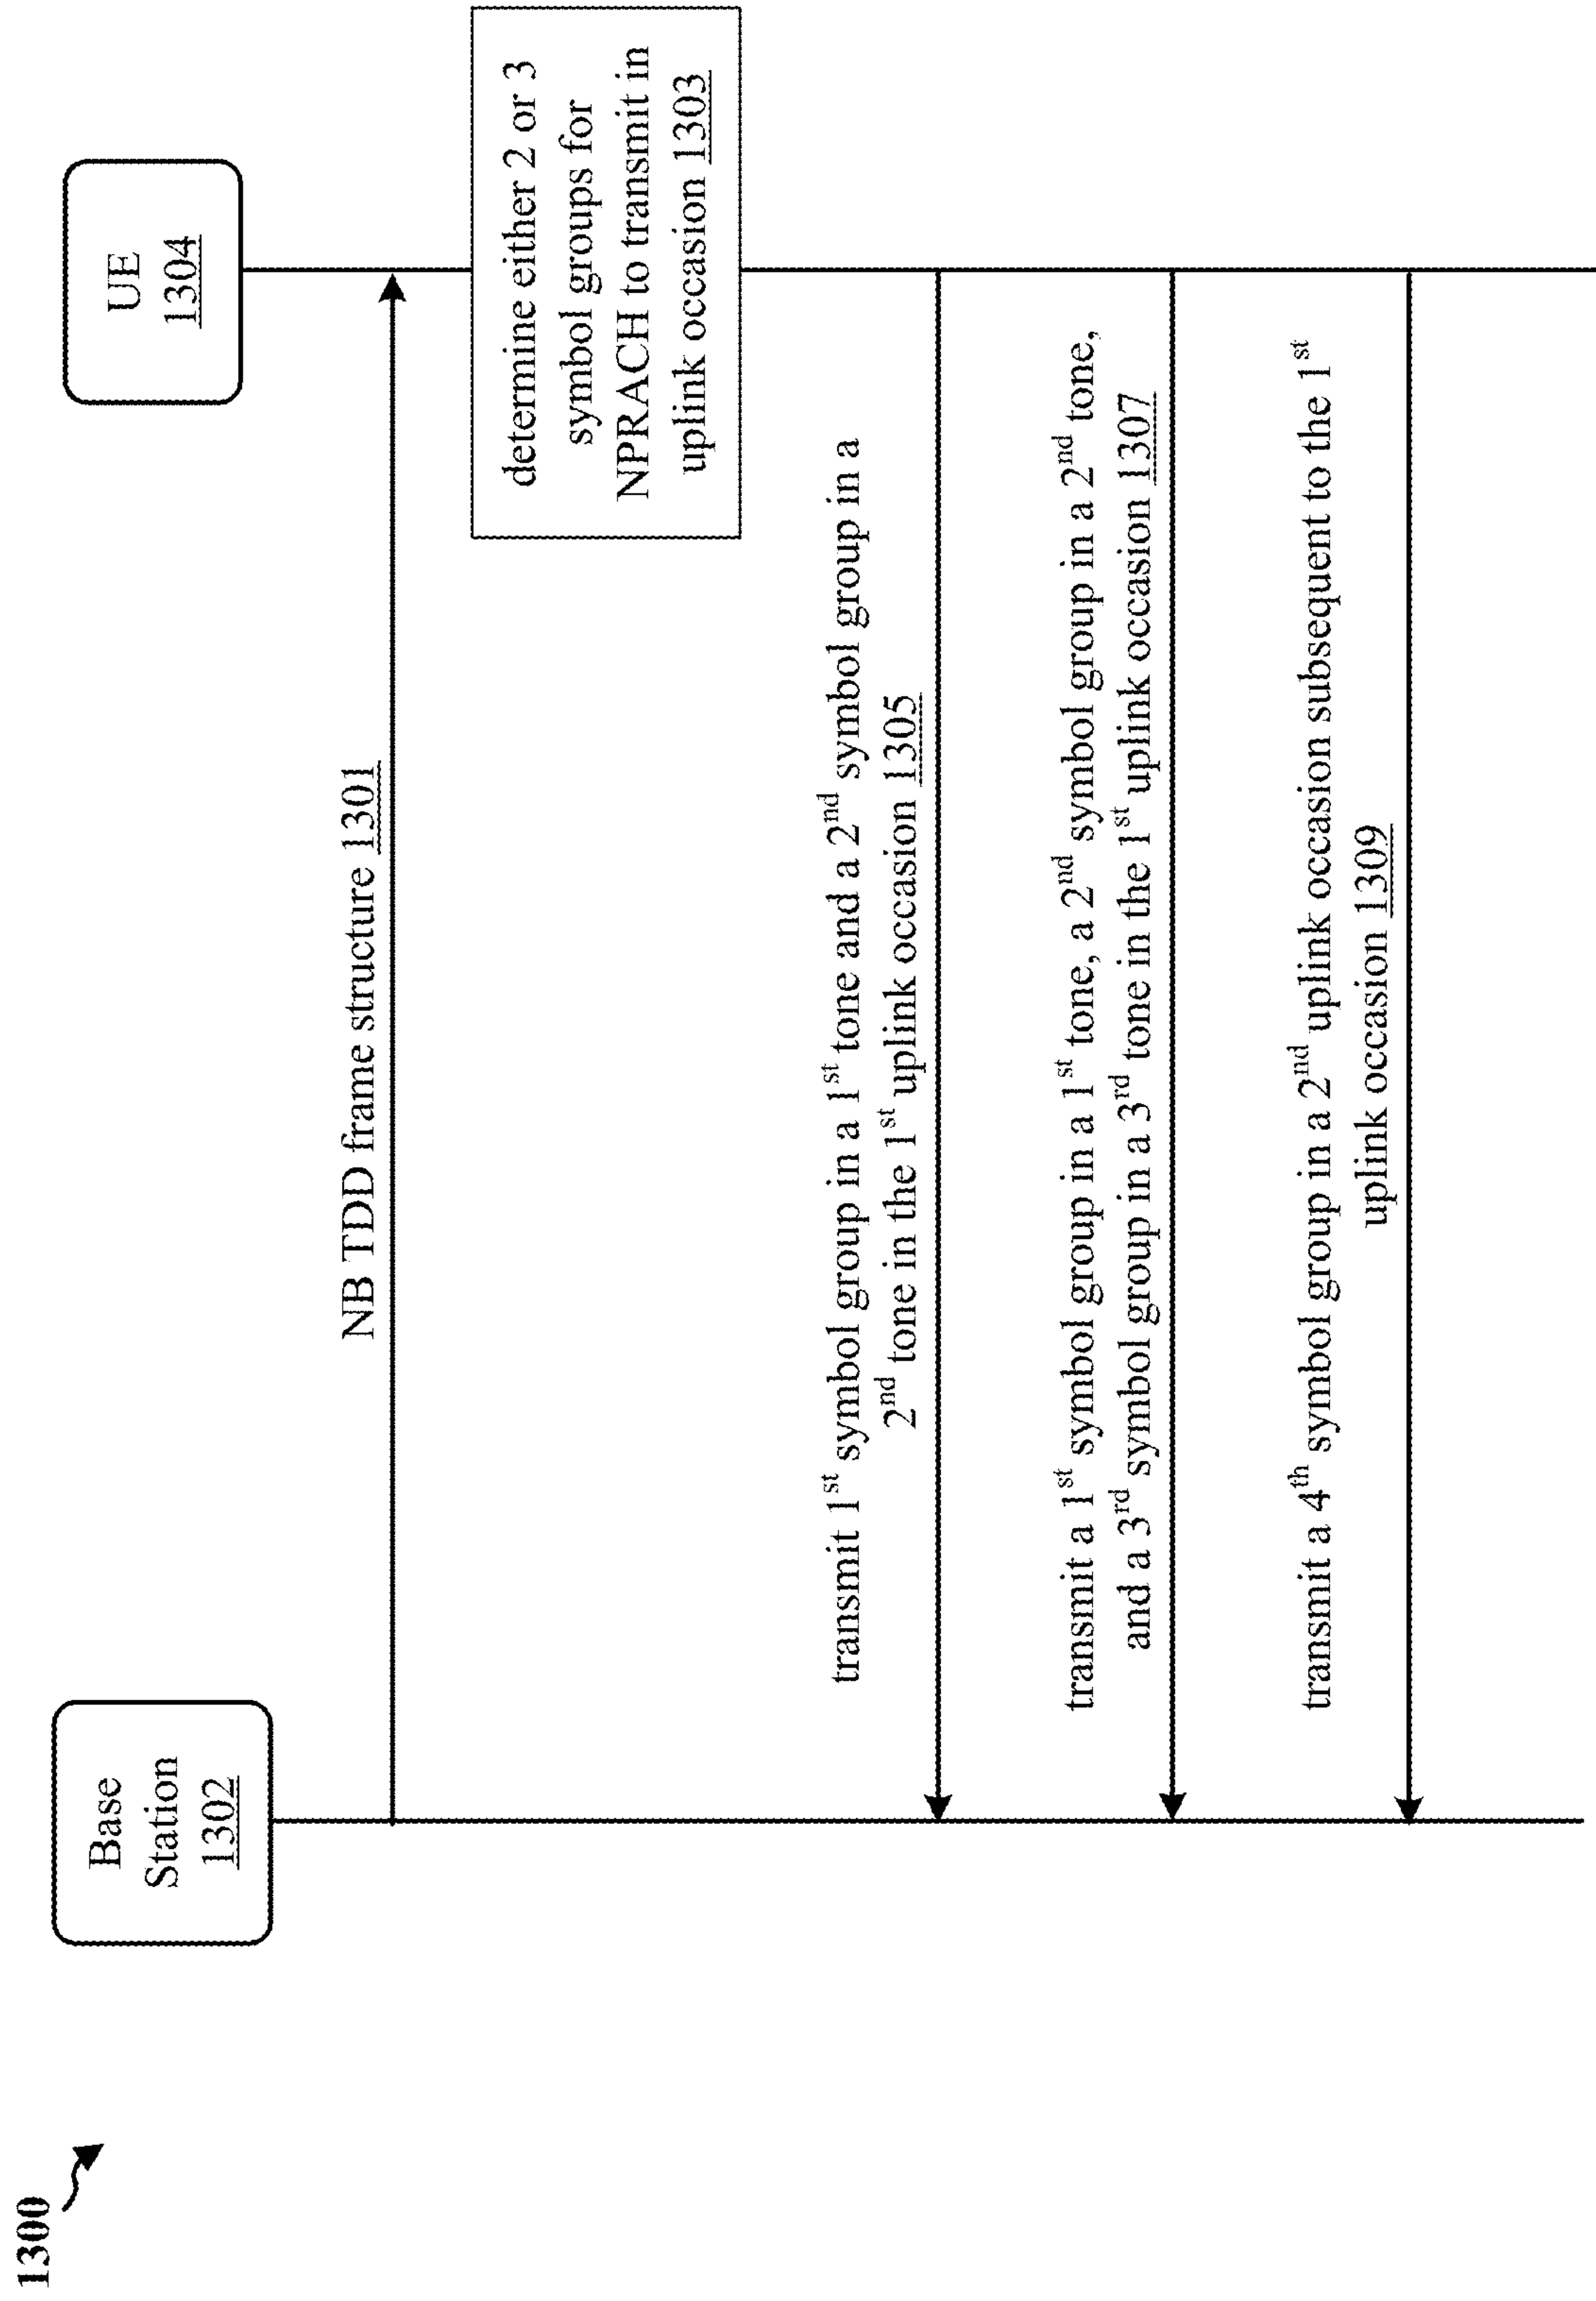 1300
Base
Station
1302
UE
1304
NB TDD frame structure 1301
determine either 2 or 3
symbol groups for
NPRACH to transmit in
uplink occasion 1303
transmit 1st symbol group in a 1st tone and a 2nd symbol group in a
2nd tone in the 1st uplink occasion 1305
transmit a 1st symbol group in a 1st tone, a 2nd symbol group in a 2nd tone,
and a 3rd symbol group in a 3rd tone in the 1st uplink occasion 1307
transmit a 4th symbol group in a 2nd uplink occasion subsequent to the 1st
uplink occasion 1309